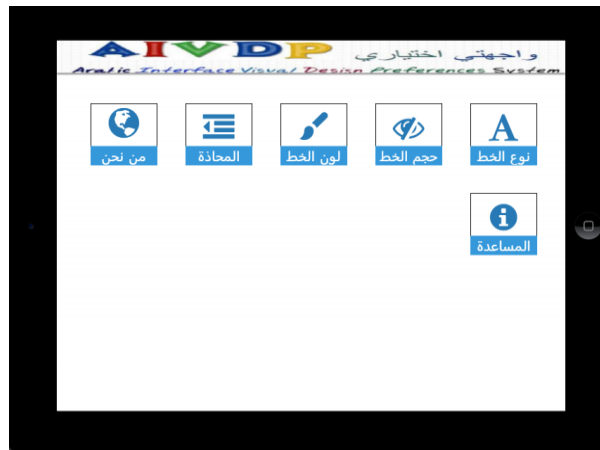 AIVDP واجهتي اختياري
Arabic Interface Visual Design Preferences System
نوع الخط
حجم الخط
لون الخط
المحاذة
من نحن
المساعدة